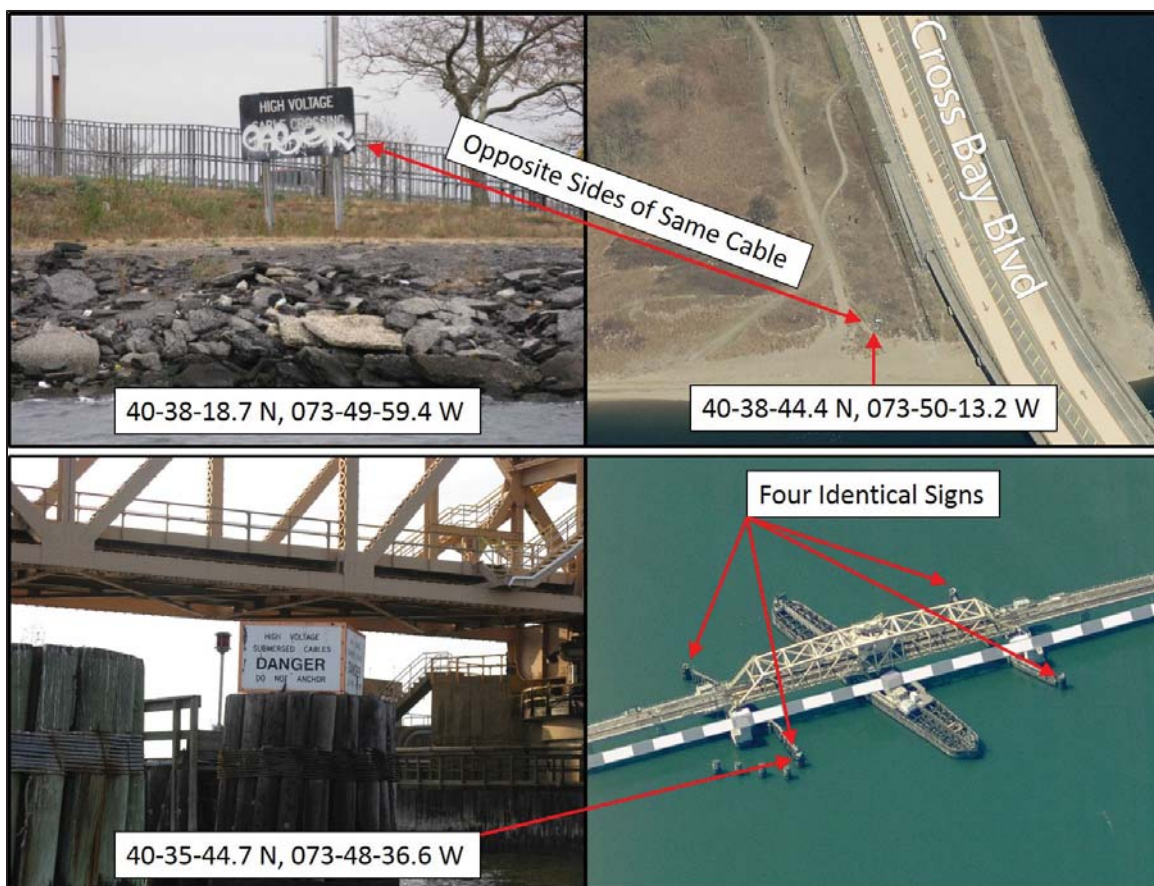 HIGH VOLTAGE
CABLE CROSSING
Opposite Sides of Same Cable
Cross Bay Blvd
40-38-18.7 N, 073-49-59.4 W
40-38-44.4 N, 073-50-13.2 W
Four Identical Signs
HIGH VOLTAGE
SUBMERGED CABLES
DANGER
DO NOT ANCHOR
40-35-44.7 N, 073-48-36.6 W